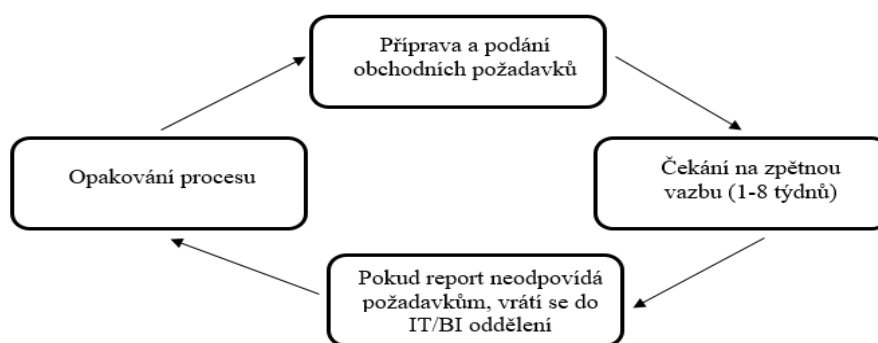 Příprava a podání
obchodních požadavků
Opakování procesu
Čekání na zpětnou
vazbu (1-8 týdnů)
Pokud report neodpovídá
požadavkům, vrátí se do
IT/BI oddělení